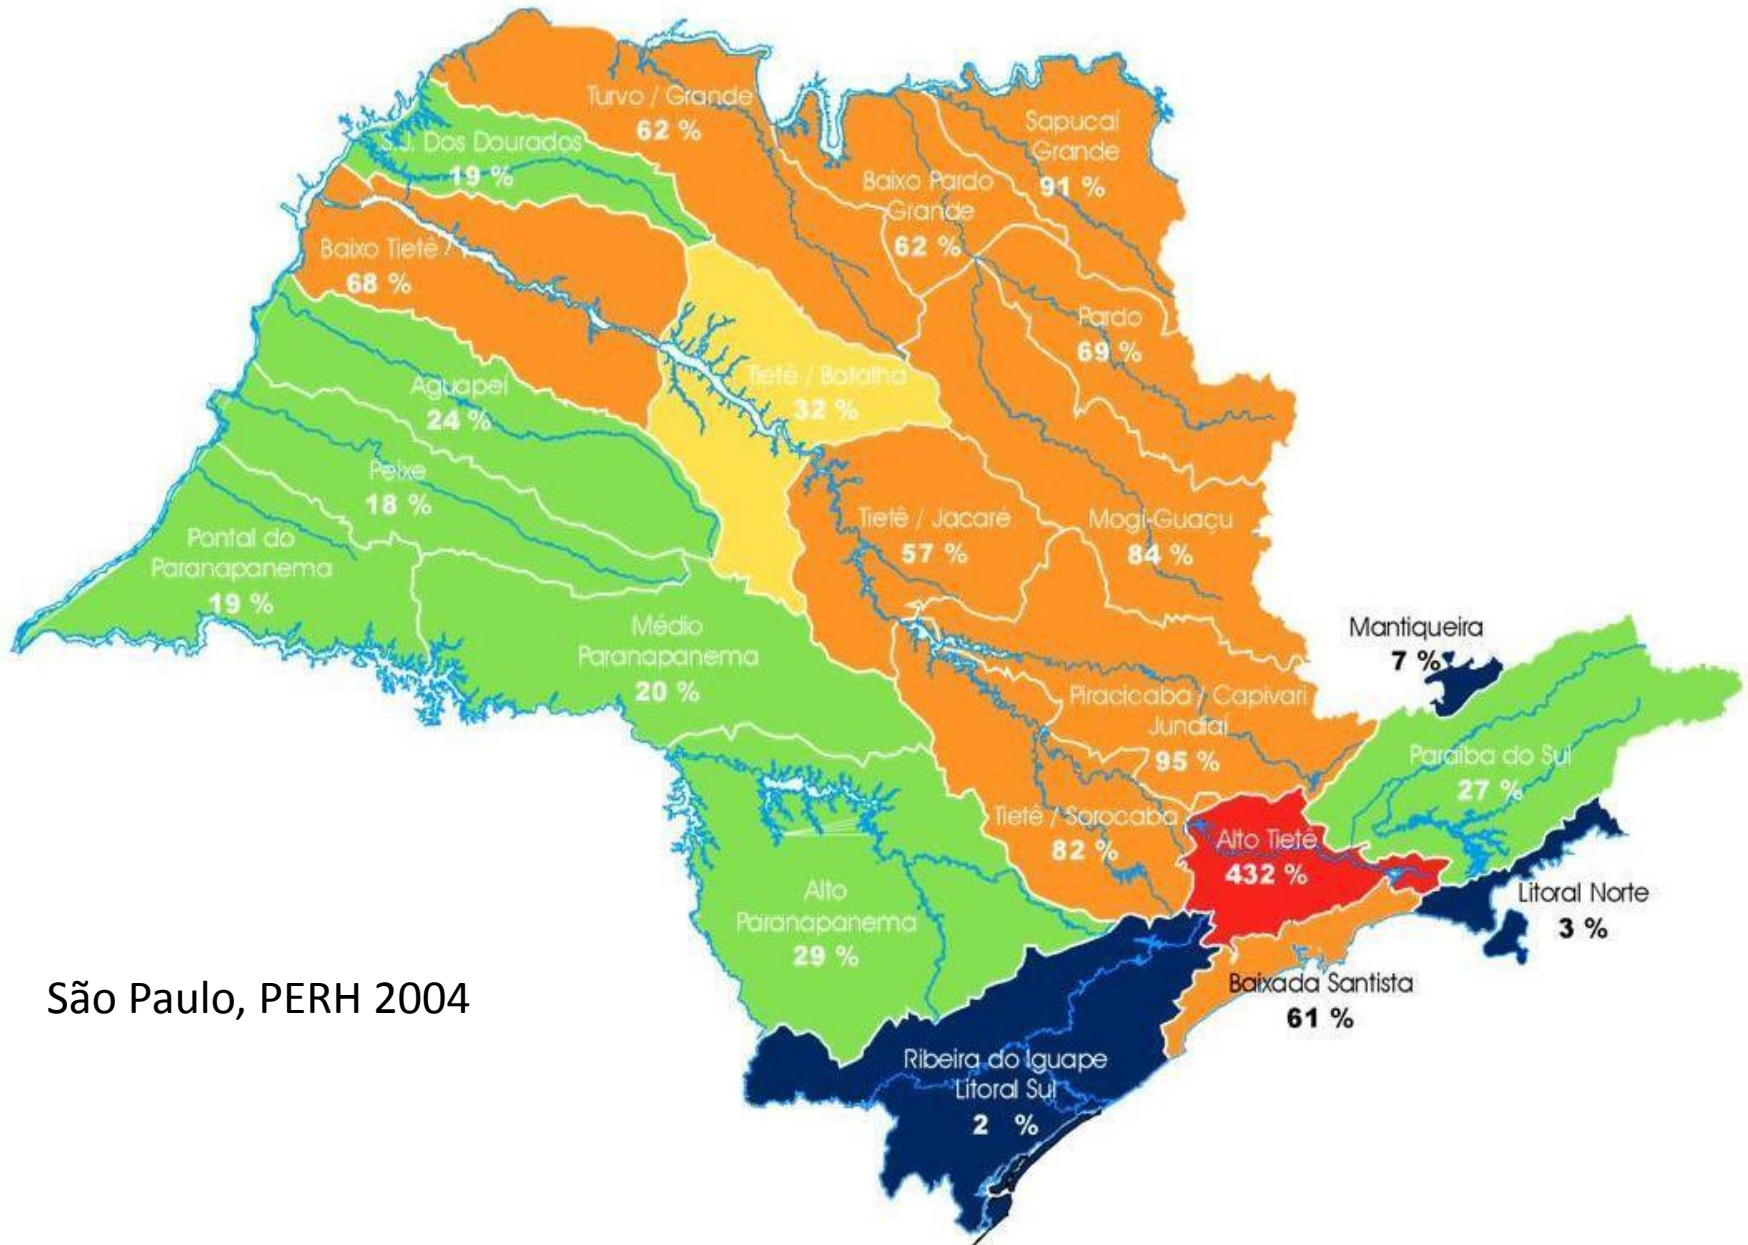 Turvo / Grande
62 %
S.J. Dos Dourados
19 %
Sapucaí
Grande
91 %
Baixo Pardo
Grande
62 %
Baixo Tietê /
68 %
Pardo
69 %
Aguapeí
24 %
Tietê / Batalha
32 %
Peixe
18 %
Tietê / Jacaré
57 %
Mogi-Guaçu
84 %
Pontal do
Paranapanema
19 %
Médio
Paranapanema
20 %
Mantiqueira
7 %
Piracicaba / Capivari
Jundiaí
95 %
Paraíba do Sul
27 %
Tietê / Sorocaba
82 %
Alto Tietê
432 %
Alto
Paranapanema
29 %
Litoral Norte
3 %
Baixada Santista
61 %
São Paulo, PERH 2004
Ribeira do Iguape
Litoral Sul
2 %